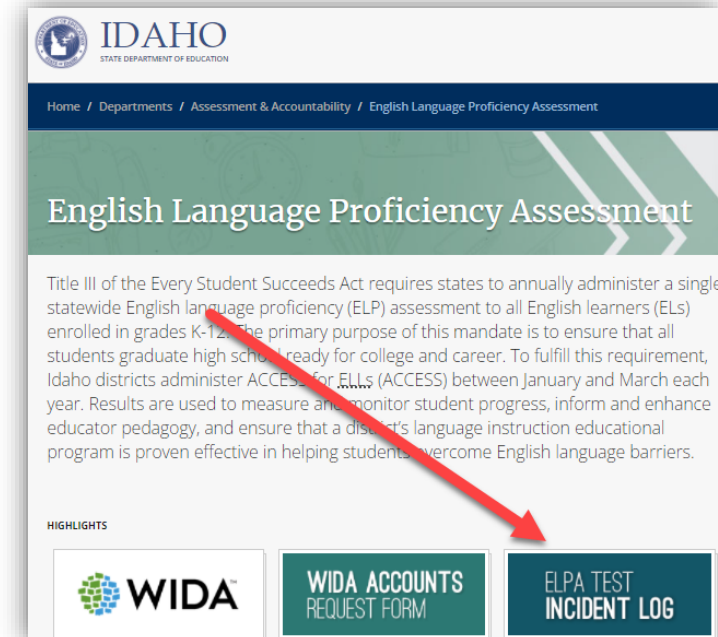 IDAHO
STATE DEPARTMENT OF EDUCATION
Home / Departments / Assessment & Accountability / English Language Proficiency Assessment
English Language Proficiency Assessment
Title III of the Every Student Succeeds Act requires states to annually administer a single
statewide English language proficiency (ELP) assessment to all English learners (ELs)
enrolled in grades K-12. The primary purpose of this mandate is to ensure that all
students graduate high school ready for college and career. To fulfill this requirement,
Idaho districts administer ACCESS for ELLs (ACCESS) between January and March each
year. Results are used to measure and monitor student progress, inform and enhance
educator pedagogy, and ensure that a district's language instruction educational
program is proven effective in helping students overcome English language barriers.
HIGHLIGHTS
WIDA
WIDA ACCOUNTS
REQUEST FORM
ELPA TEST
INCIDENT LOG